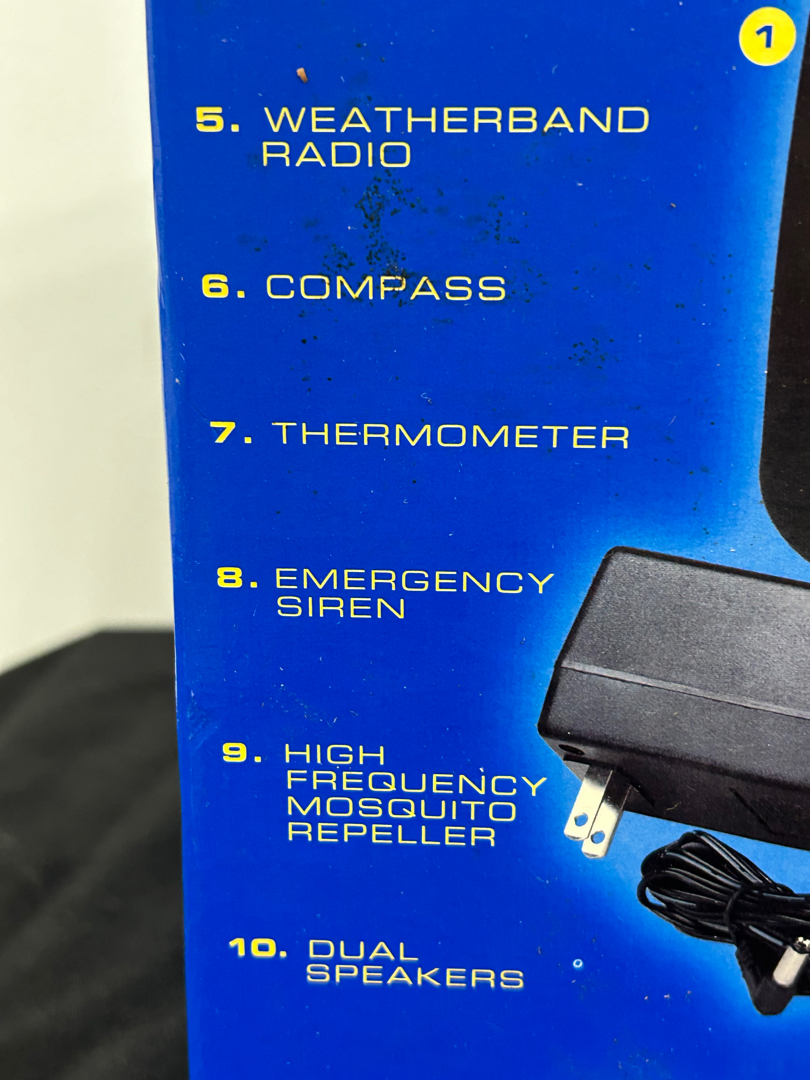 1
5. WEATHERBAND
RADIO
6. COMPASS
7. THERMOMETER
8. EMERGENCY
SIREN
9. HIGH
FREQUENCY
MOSQUITO
REPELLER
10. DUAL
SPEAKERS